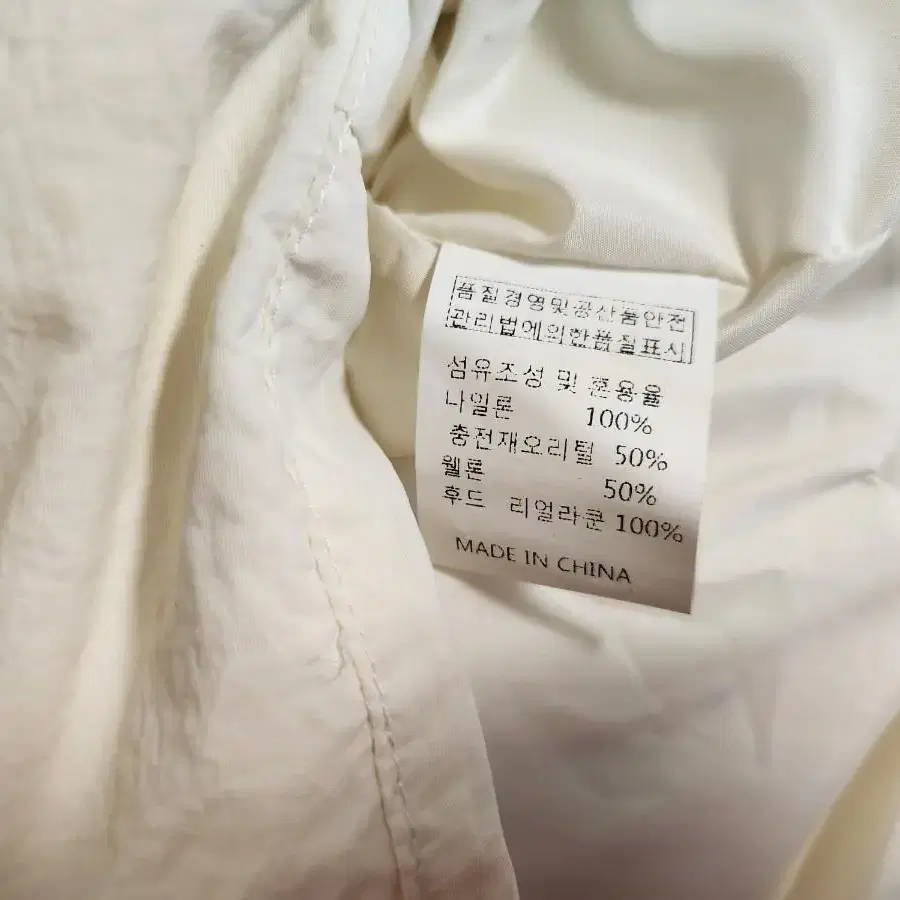 품질경영및공산품안전
관리법에의한품질표시
섬유조성 및 혼용율
나일론 100%
충전재오리털 50%
웰론 50%
후드 리얼라쿤 100%
MADE IN CHINA